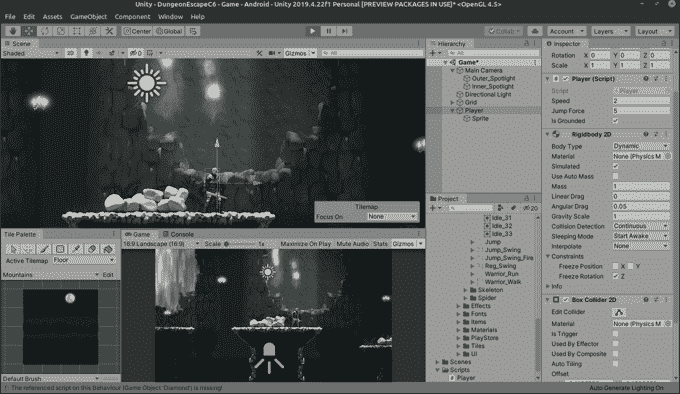 Unity - DungeonEscapeC6 - Game - Android - Unity 2019.4.22f1 Personal [PREVIEW PACKAGES IN USE]* <OpenGL 4.5>
File Edit Assets GameObject Component Window Help
Center Global Collab Account Layers Layout
Scene
Shaded 2D 0 Gizmos All
Tilemap
Focus On None
Tile Palette
Active Tilemap Floor
Mountains Edit
Default Brush
Game Console
16:9 Landscape (16:9) Scale 1x Maximize On Play Mute Audio Stats Gizmos
Hierarchy
All
Game*
Main Camera
Outer_Spotlight
Inner_Spotlight
Directional Light
Grid
Player
Sprite
Project
Idle_31
Idle_32
Idle_33
Jump
Jump_Swing
Jump_Swing_Fire
Reg_Swing
Warrior_Run
Warrior_Walk
Skeleton
Spider
Effects
Fonts
Items
Materials
PlayStore
Tiles
UI
Scenes
Scripts
Player
Inspector
Rotation X 0 Y 0 Z 0
Scale X 1 Y 1 Z 1
Player (Script)
Script Player
Speed 2
Jump Force 5
Is Grounded
Rigidbody 2D
Body Type Dynamic
Material None (Physics M
Simulated
Use Auto Mass
Mass 1
Linear Drag 0
Angular Drag 0.05
Gravity Scale 1
Collision Detection Continuous
Sleeping Mode Start Awake
Interpolate None
Constraints
Freeze Position X Y
Freeze Rotation Z
Info
Box Collider 2D
Edit Collider
Material None (Physics M
Is Trigger
Used By Effector
Used By Composite
Auto Tiling
Offset
The referenced script on this Behaviour (Game Object 'Diamond') is missing!
Auto Generate Lighting On